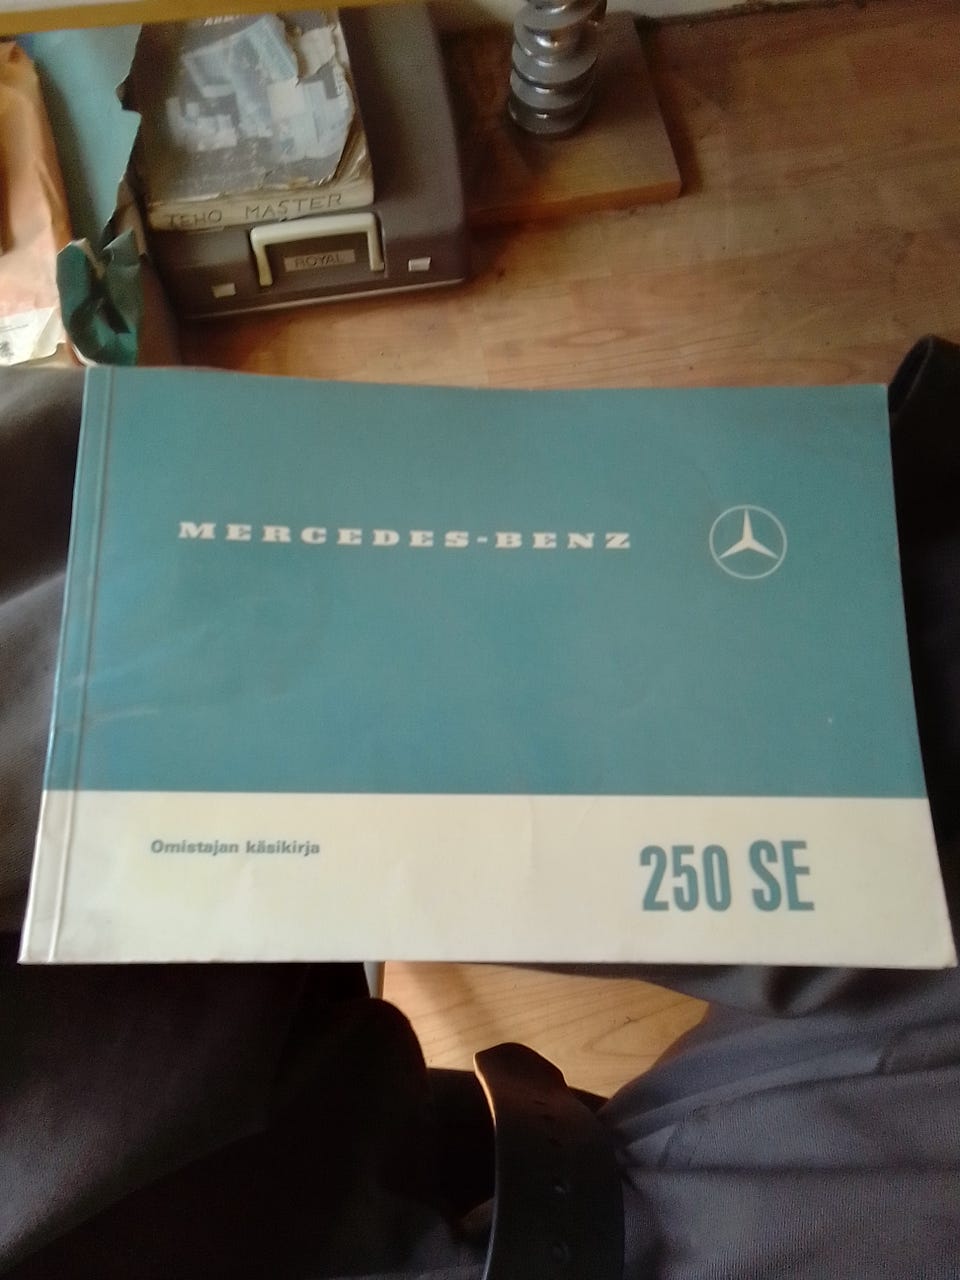 TEHO MASTER
ROYAL
MERCEDES-BENZ
Omistajan käsikirja
250 SE